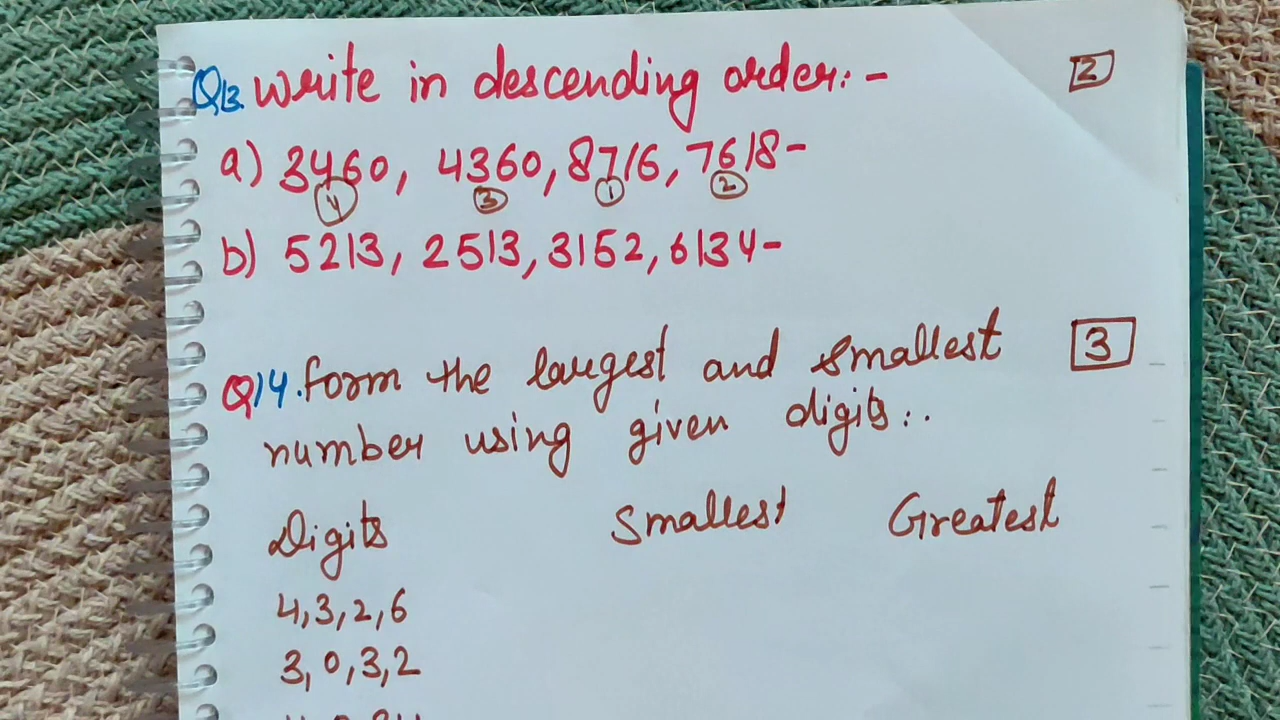 Q13. Write in descending order:- 2
a) 3460, 4360, 8716, 7618-
4 3 1 2
b) 5213, 2513, 3152, 6134-
Q14. form the largest and smallest 3
number using given digits:.
Digits Smallest Greatest
4,3,2,6
3,0,3,2